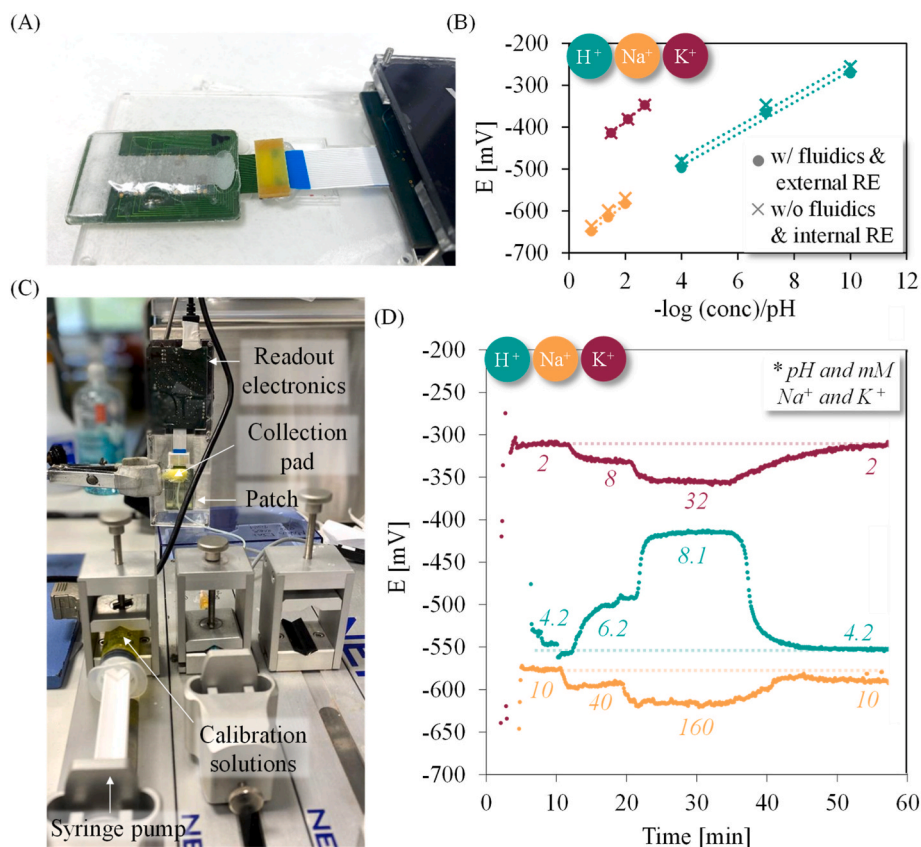 (A)
(B)
H⁺ Na⁺ K⁺
-200
-300
-400
-500
-600
-700
E [mV]
w/ fluidics &
external RE
w/o fluidics
& internal RE
0 2 4 6 8 10 12
-log (conc)/pH
(C)
Readout
electronics
Collection
pad
Patch
Calibration
solutions
Syringe pump
NE
(D)
H⁺ Na⁺ K⁺
* pH and mM
Na⁺ and K⁺
-200
-250
-300
-350
-400
-450
-500
-550
-600
-650
-700
E [mV]
2 8 32 2
4.2 6.2 8.1 4.2
10 40 160 10
0 10 20 30 40 50 60
Time [min]